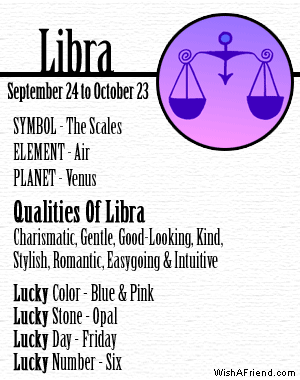 Libra
September 24 to October 23
SYMBOL - The Scales
ELEMENT - Air
PLANET - Venus
Qualities Of Libra
Charismatic, Gentle, Good-Looking, Kind,
Stylish, Romantic, Easygoing & Intuitive
Lucky Color - Blue & Pink
Lucky Stone - Opal
Lucky Day - Friday
Lucky Number - Six
WishAFriend.com